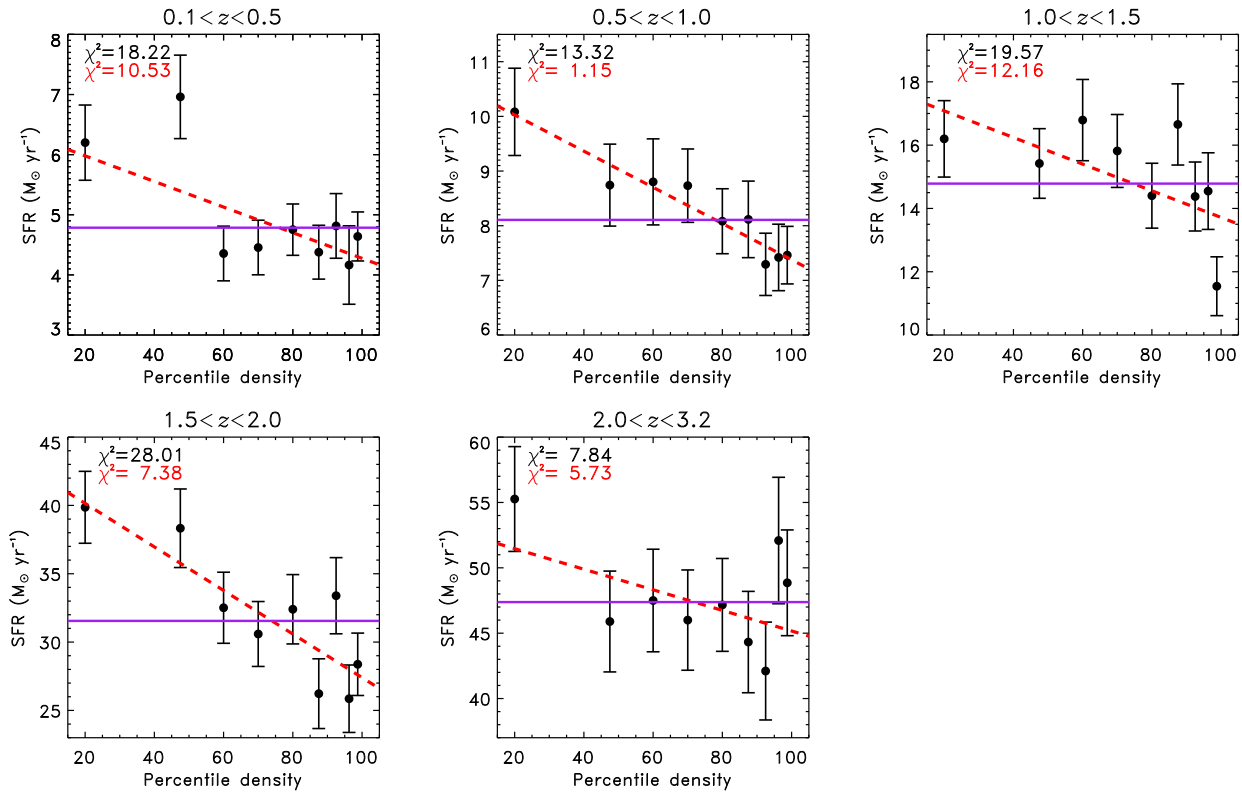 0.1<z<0.5
χ²=18.22
χ²=10.53
8
7
6
5
4
3
SFR (M⊙ yr⁻¹)
20 40 60 80 100
Percentile density
0.5<z<1.0
χ²=13.32
χ²= 1.15
11
10
9
8
7
6
SFR (M⊙ yr⁻¹)
20 40 60 80 100
Percentile density
1.0<z<1.5
χ²=19.57
χ²=12.16
18
16
14
12
10
SFR (M⊙ yr⁻¹)
20 40 60 80 100
Percentile density
1.5<z<2.0
χ²=28.01
χ²= 7.38
45
40
35
30
25
SFR (M⊙ yr⁻¹)
20 40 60 80 100
Percentile density
2.0<z<3.2
χ²= 7.84
χ²= 5.73
60
55
50
45
40
SFR (M⊙ yr⁻¹)
20 40 60 80 100
Percentile density